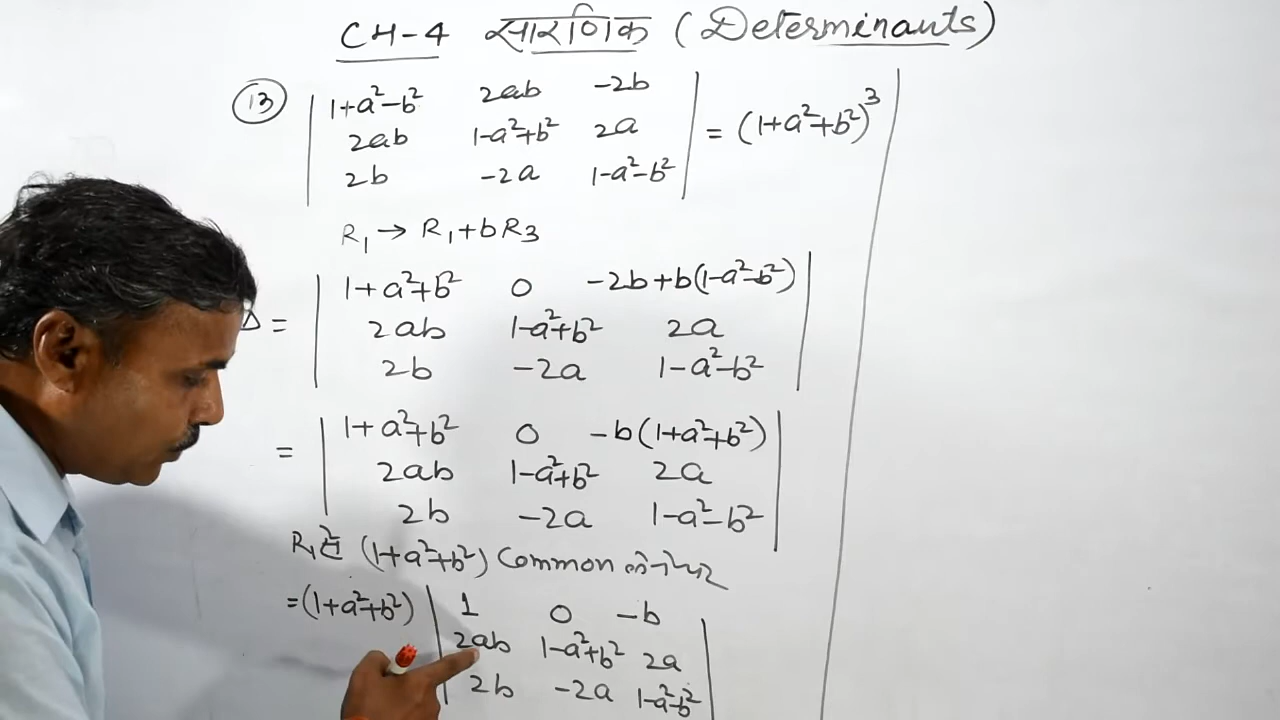 CH-4 सारणिक (Determinants)
13 | 1+a²-b² 2ab -2b |
| 2ab 1-a²+b² 2a | = (1+a²+b²)³
| 2b -2a 1-a²-b² |
R₁ → R₁+bR₃
| 1+a²+b² 0 -2b+b(1-a²-b²) |
Δ = | 2ab 1-a²+b² 2a |
| 2b -2a 1-a²-b² |
| 1+a²+b² 0 -b(1+a²+b²) |
= | 2ab 1-a²+b² 2a |
| 2b -2a 1-a²-b² |
R₁ से (1+a²+b²) Common लेने पर
=(1+a²+b²) | 1 0 -b |
| 2ab 1-a²+b² 2a |
| 2b -2a 1-a²-b² |